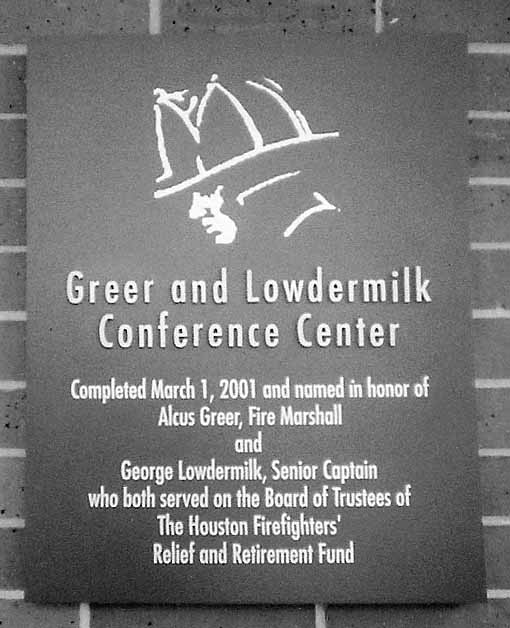 Greer and Lowdermilk
Conference Center
Completed March 1, 2001 and named in honor of
Alcus Greer, Fire Marshall
and
George Lowdermilk, Senior Captain
who both served on the Board of Trustees of
The Houston Firefighters'
Relief and Retirement Fund